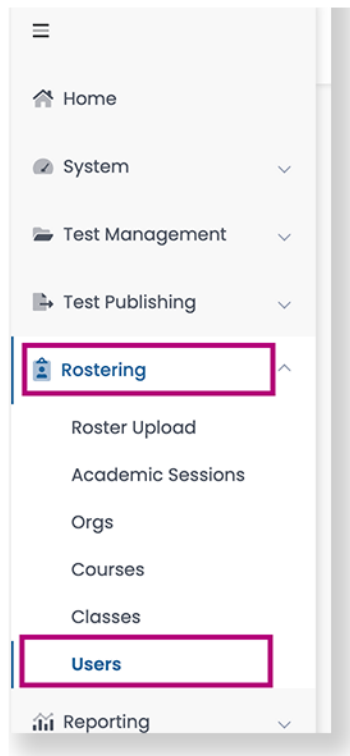 Home
System
Test Management
Test Publishing
Rostering
Roster Upload
Academic Sessions
Orgs
Courses
Classes
Users
Reporting